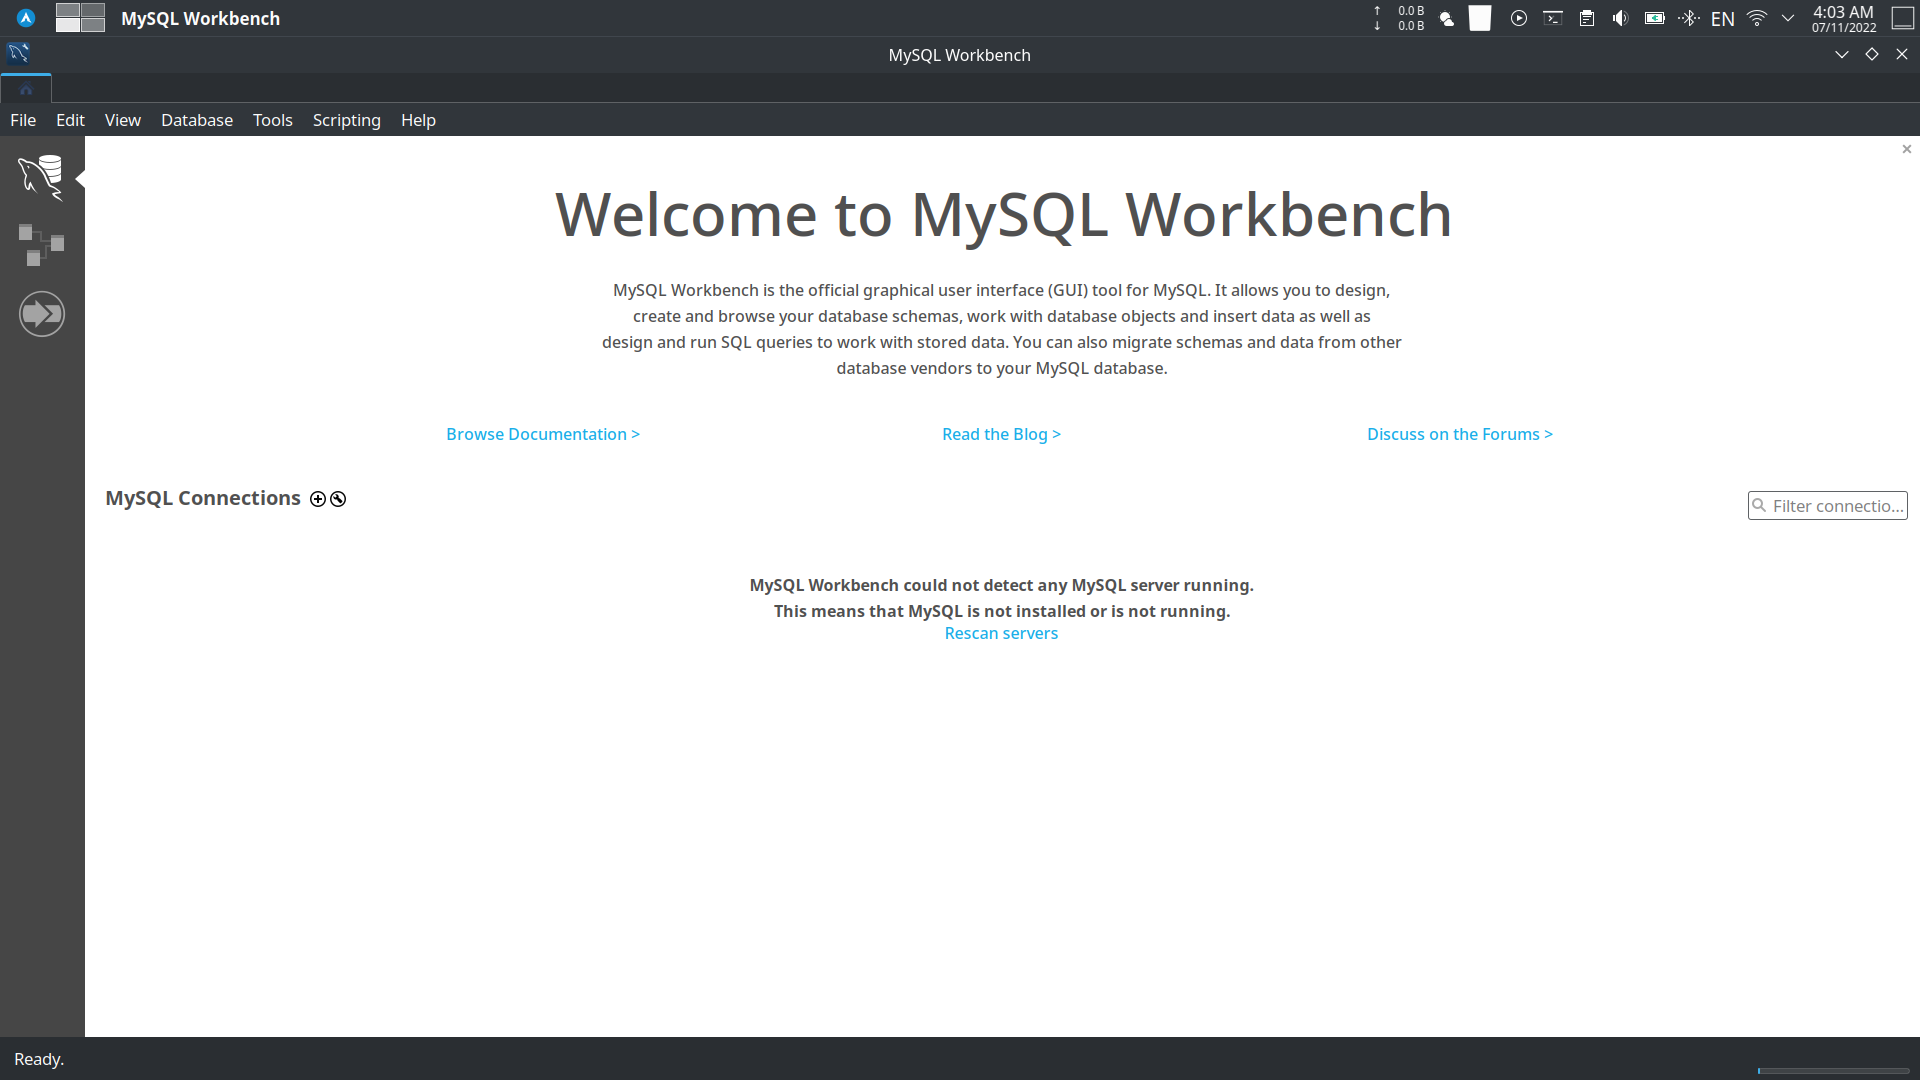 MySQL Workbench
↑ 0.0 B
↓ 0.0 B
EN
4:03 AM
07/11/2022
MySQL Workbench
File Edit View Database Tools Scripting Help
Welcome to MySQL Workbench
MySQL Workbench is the official graphical user interface (GUI) tool for MySQL. It allows you to design,
create and browse your database schemas, work with database objects and insert data as well as
design and run SQL queries to work with stored data. You can also migrate schemas and data from other
database vendors to your MySQL database.
Browse Documentation > Read the Blog > Discuss on the Forums >
MySQL Connections
Filter connectio...
MySQL Workbench could not detect any MySQL server running.
This means that MySQL is not installed or is not running.
Rescan servers
Ready.